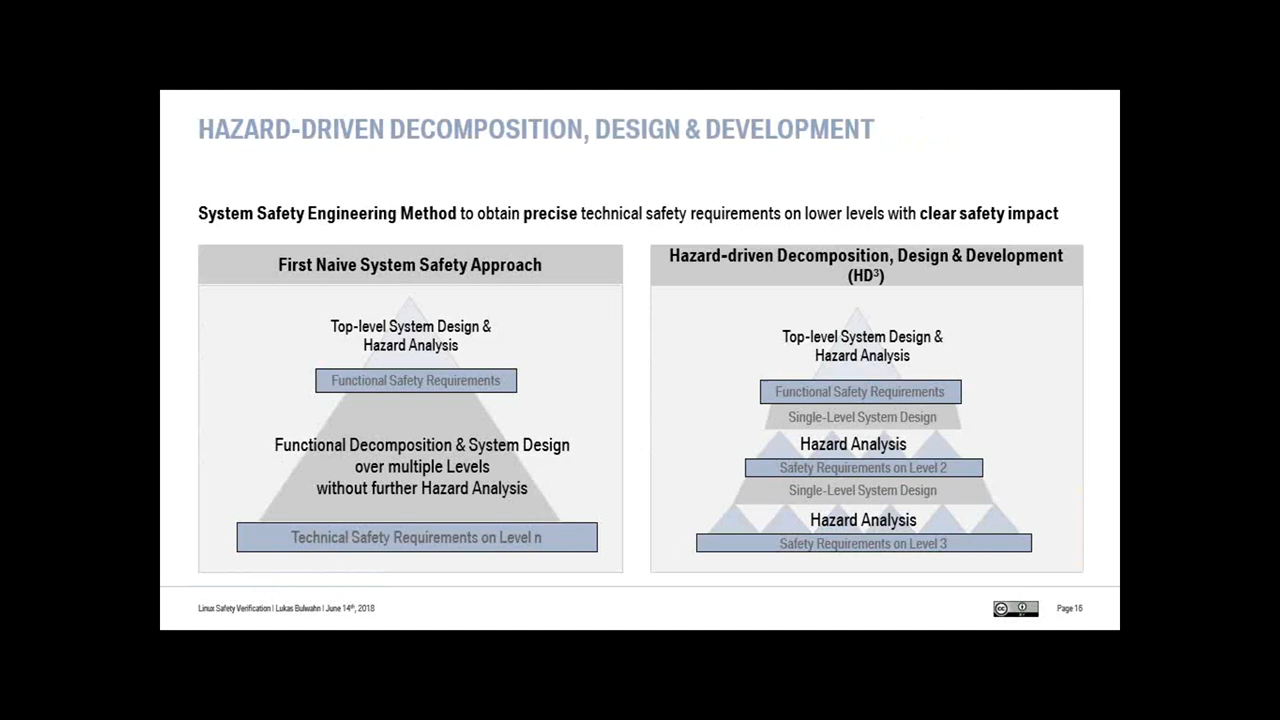 HAZARD-DRIVEN DECOMPOSITION, DESIGN & DEVELOPMENT
System Safety Engineering Method to obtain precise technical safety requirements on lower levels with clear safety impact
First Naive System Safety Approach
Top-level System Design &
Hazard Analysis
Functional Safety Requirements
Functional Decomposition & System Design
over multiple Levels
without further Hazard Analysis
Technical Safety Requirements on Level n
Hazard-driven Decomposition, Design & Development
(HD³)
Top-level System Design &
Hazard Analysis
Functional Safety Requirements
Single-Level System Design
Hazard Analysis
Safety Requirements on Level 2
Single-Level System Design
Hazard Analysis
Safety Requirements on Level 3
Linux Safety Verification | Lukas Bulwahn | June 14th, 2018
cc
BY
Page 16